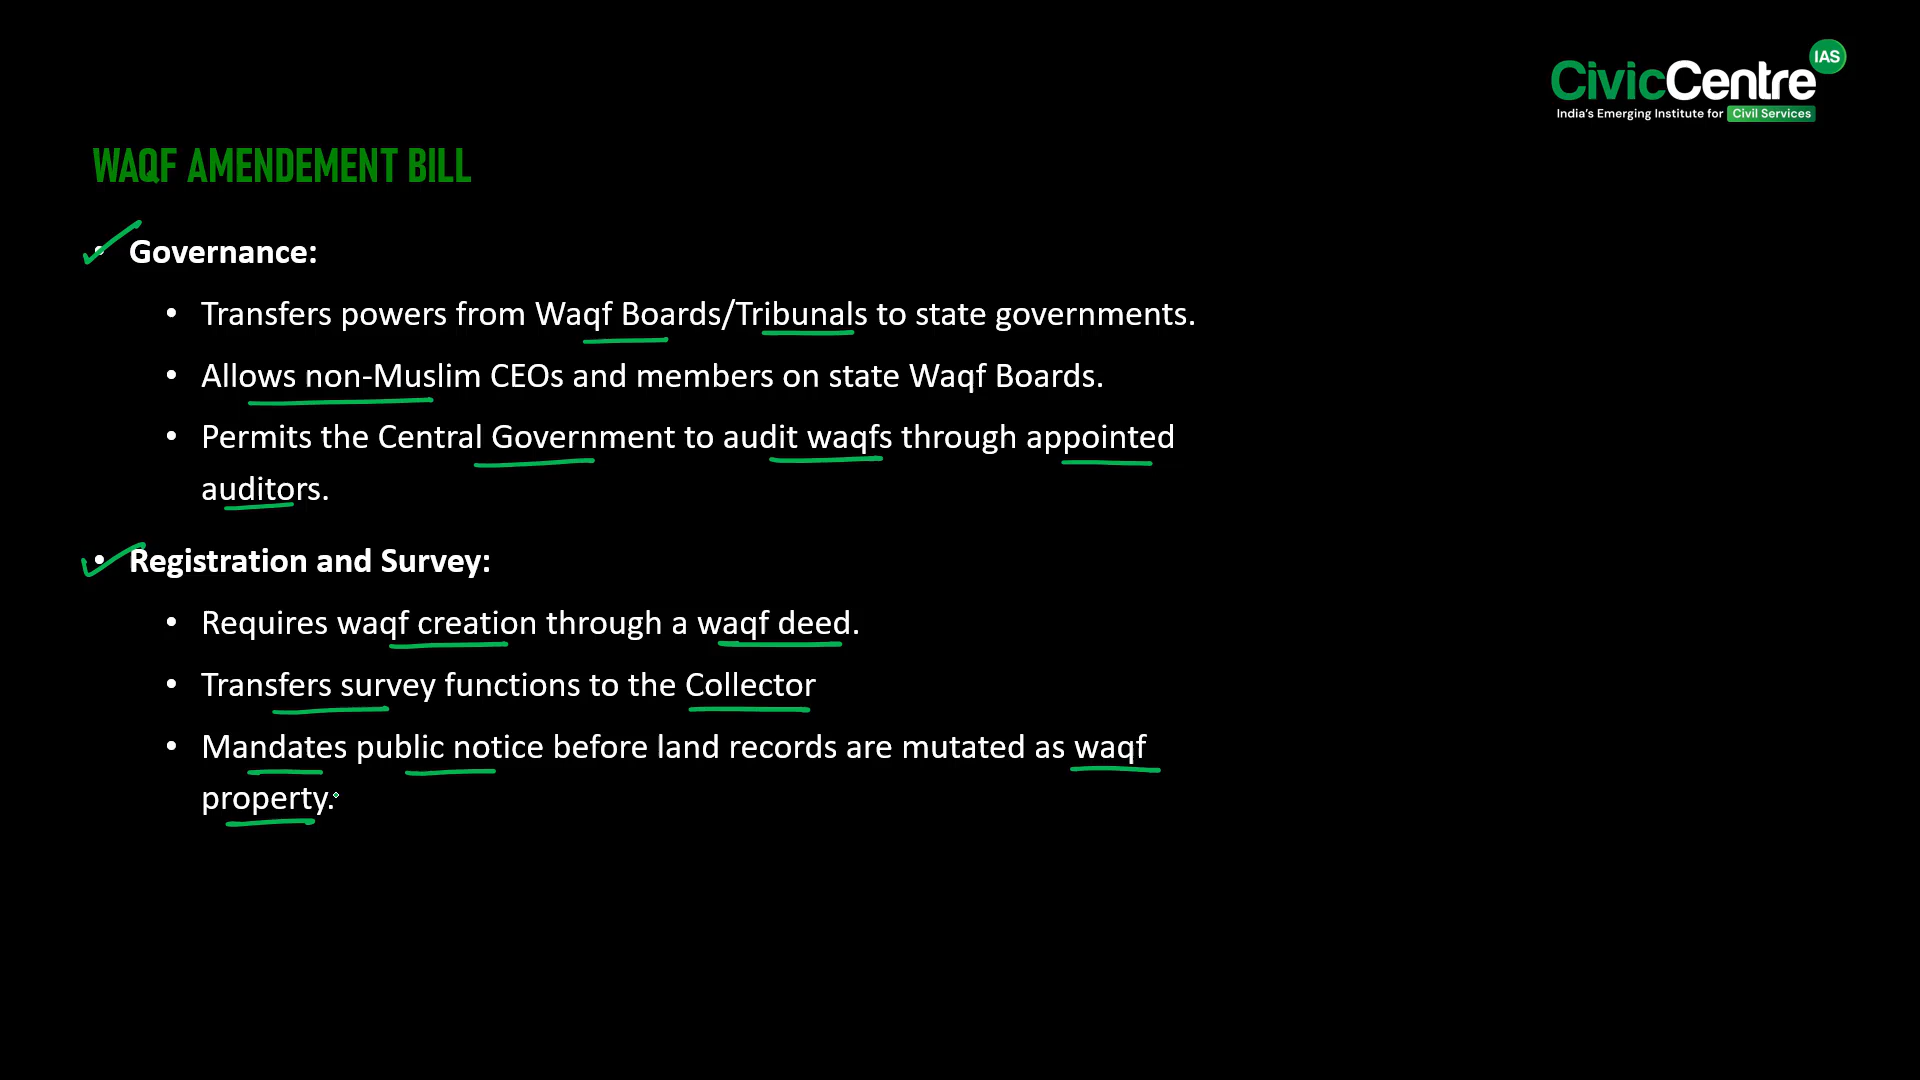 CivicCentre IAS
India's Emerging Institute for Civil Services
WAQF AMENDEMENT BILL
• Governance:
• Transfers powers from Waqf Boards/Tribunals to state governments.
• Allows non-Muslim CEOs and members on state Waqf Boards.
• Permits the Central Government to audit waqfs through appointed
auditors.
• Registration and Survey:
• Requires waqf creation through a waqf deed.
• Transfers survey functions to the Collector
• Mandates public notice before land records are mutated as waqf
property.